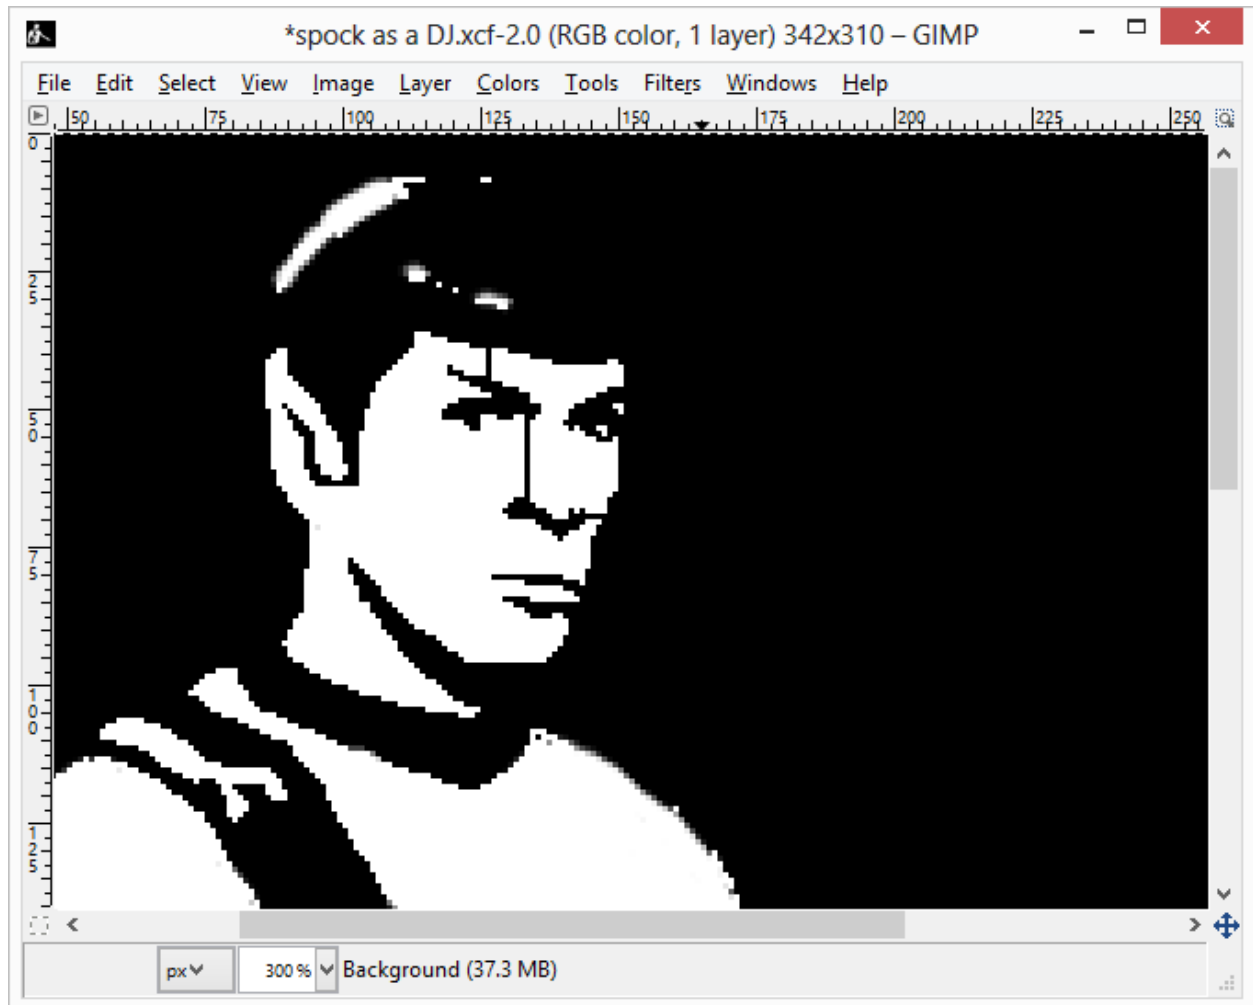 *spock as a DJ.xcf-2.0 (RGB color, 1 layer) 342x310 – GIMP
File Edit Select View Image Layer Colors Tools Filters Windows Help
50 75 100 125 150 175 200 225 250
0
25
50
75
100
125
px 300 % Background (37.3 MB)